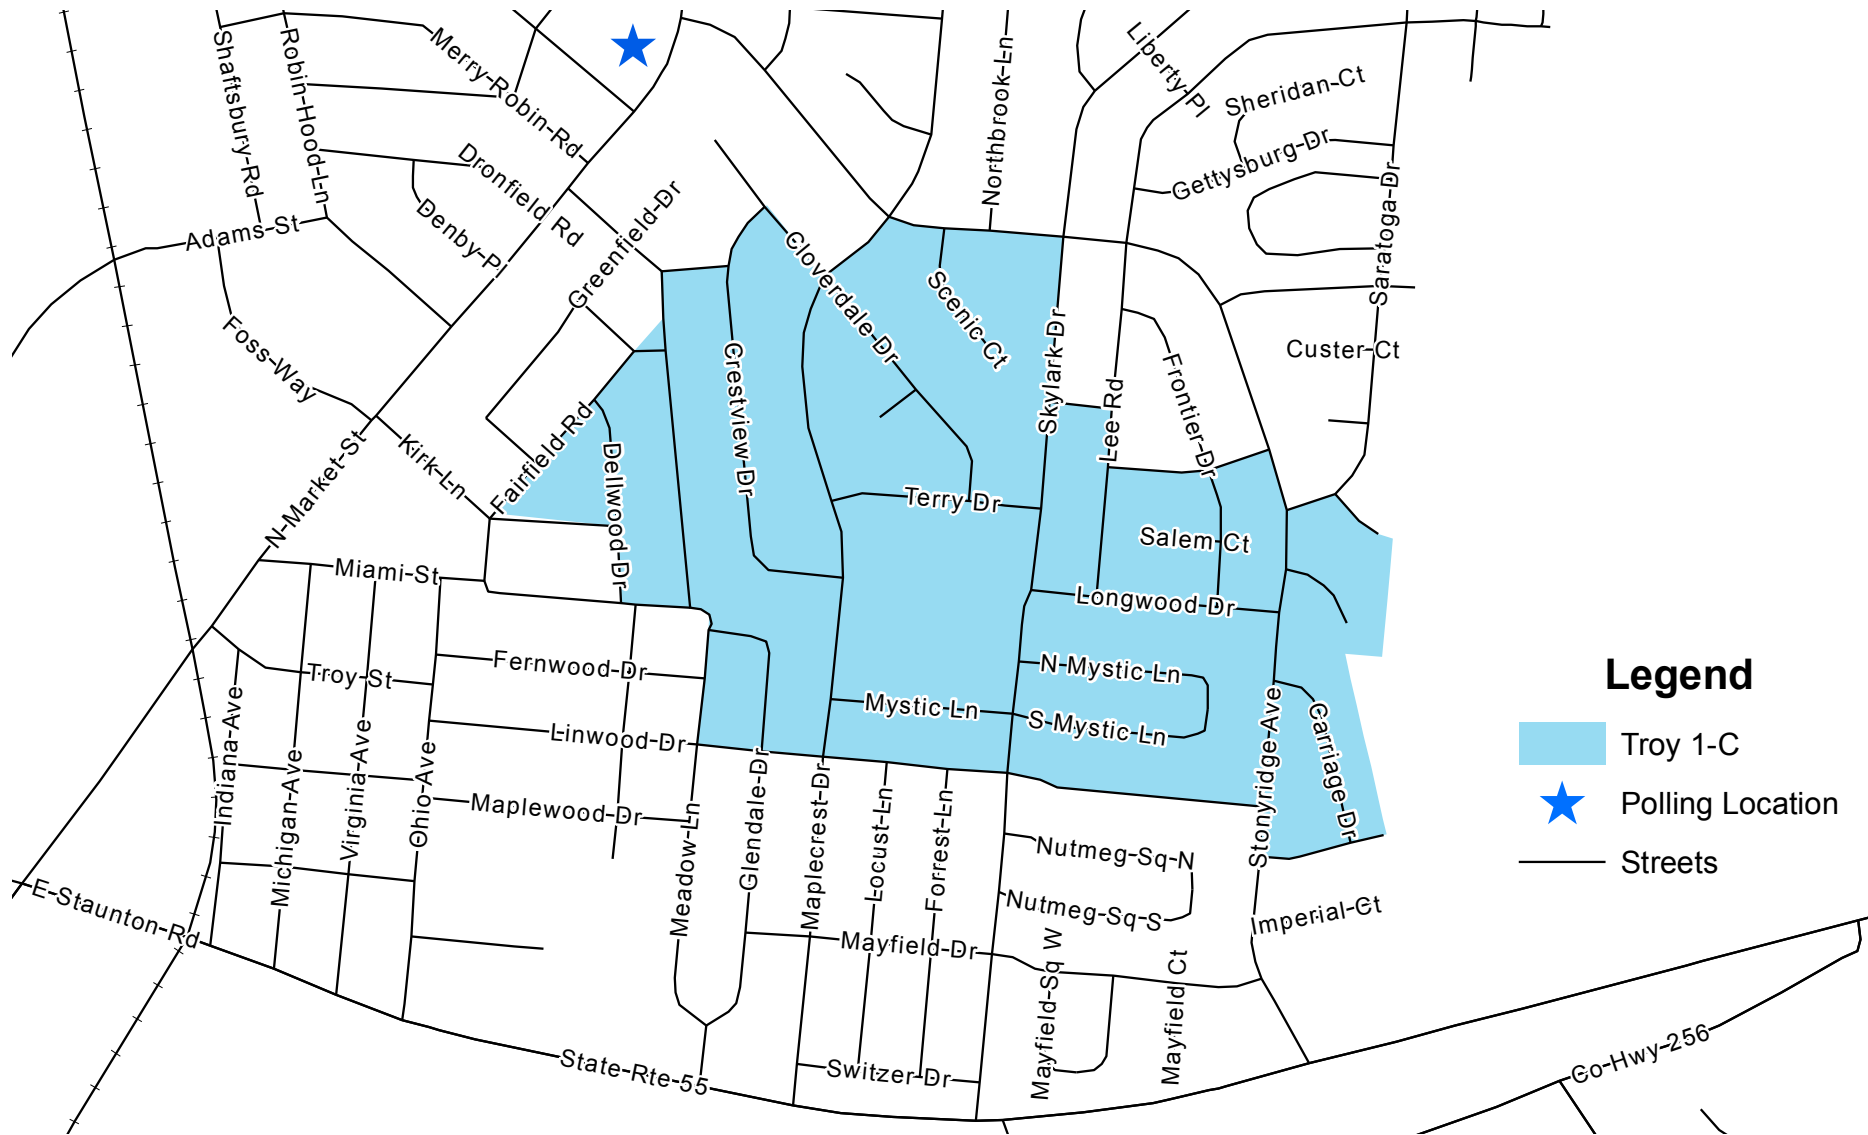 Shaftsbury Rd
Robin Hood Ln
Merry Robin Rd
Dronfield Rd
Denby Pl
Adams St
Foss Way
Greenfield Dr
Cloverdale Dr
Northbrook Ln
Liberty Pl
Sheridan Ct
Gettysburg Dr
Saratoga Dr
Scenic Ct
Skylark Dr
Lee Rd
Frontier Dr
Custer Ct
Crestview Dr
Kirk Ln
Fairfield Rd
Dellwood Dr
N Market St
Terry Dr
Salem Ct
Miami St
Longwood Dr
Troy St
Fernwood Dr
N Mystic Ln
Mystic Ln
S Mystic Ln
Linwood Dr
Indiana Ave
Michigan Ave
Virginia Ave
Ohio Ave
Maplewood Dr
Meadow Ln
Glendale Dr
Maplecrest Dr
Locust Ln
Forrest Ln
Stonyridge Ave
Carriage Dr
Nutmeg Sq N
Nutmeg Sq S
Imperial Ct
E Staunton Rd
Mayfield Dr
Mayfield Sq W
Mayfield Ct
Switzer Dr
State Rte 55
Co Hwy 256
Legend
Troy 1-C
Polling Location
Streets